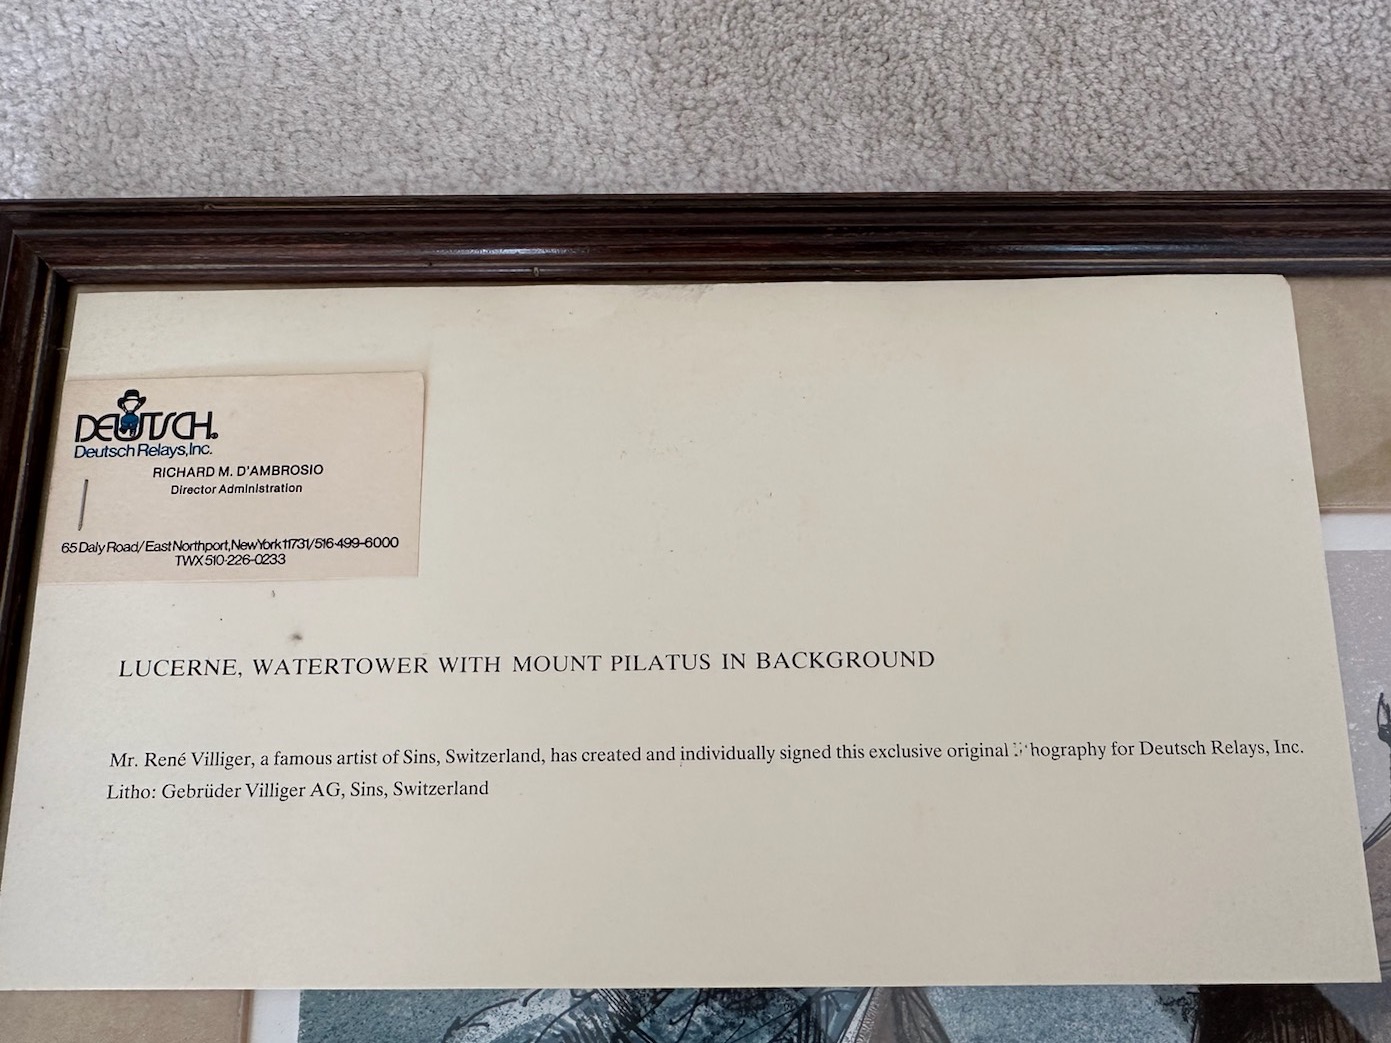 DEUTSCH.
Deutsch Relays, Inc.
RICHARD M. D'AMBROSIO
Director Administration
65 Daly Road/East Northport, New York 11731/516-499-6000
TWX 510-226-0233
LUCERNE, WATERTOWER WITH MOUNT PILATUS IN BACKGROUND
Mr. René Villiger, a famous artist of Sins, Switzerland, has created and individually signed this exclusive original hography for Deutsch Relays, Inc.
Litho: Gebrüder Villiger AG, Sins, Switzerland